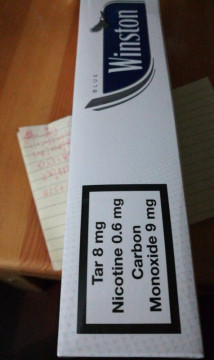 BLUE
Winston
Tar 8 mg
Nicotine 0.6 mg
Carbon
Monoxide 9 mg